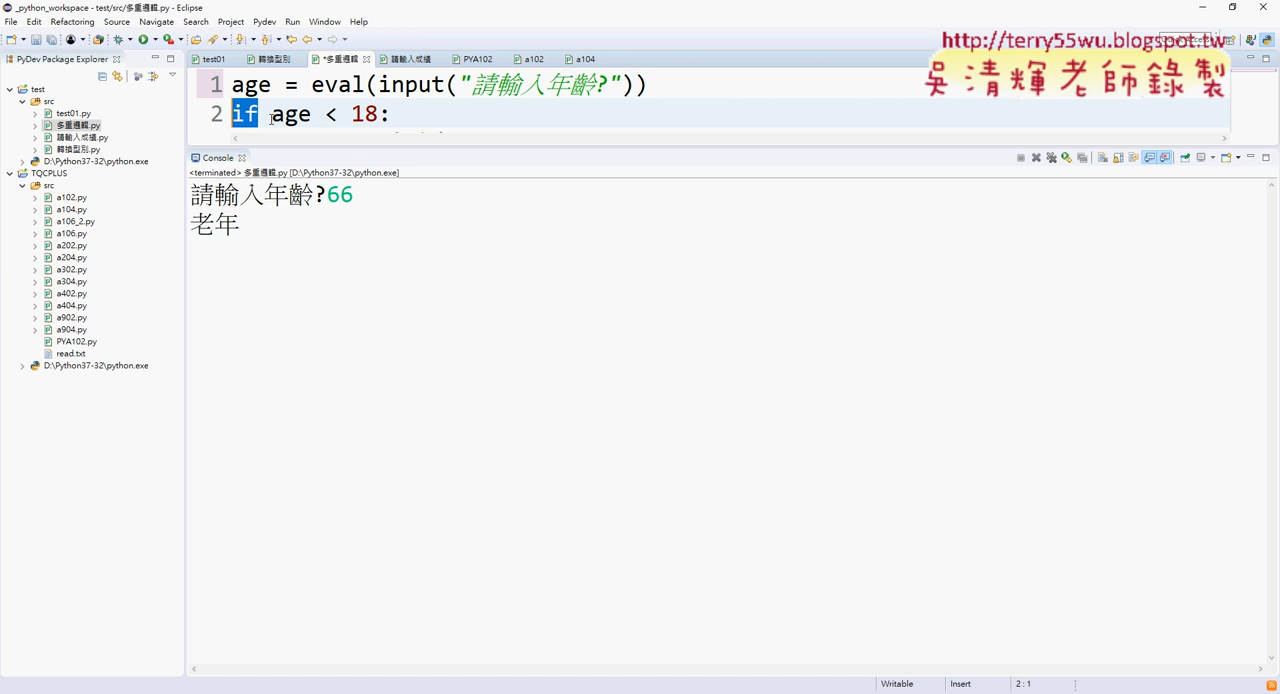 _python_workspace - test/src/多重邏輯.py - Eclipse
File Edit Refactoring Source Navigate Search Project Pydev Run Window Help
http://terry55wu.blogspot.tw
吳清輝老師錄製
PyDev Package Explorer
test01 轉換型別 *多重邏輯 請輸入成績 PYA102 a102 a104
1 age = eval(input("請輸入年齡?"))
2 if age < 18:
test
src
test01.py
多重邏輯.py
請輸入成績.py
轉換型別.py
D:\Python37-32\python.exe
TQCPLUS
src
a102.py
a104.py
a106_2.py
a106.py
a202.py
a204.py
a302.py
a304.py
a402.py
a404.py
a902.py
a904.py
PYA102.py
read.txt
D:\Python37-32\python.exe
Console
<terminated> 多重邏輯.py [D:\Python37-32\python.exe]
請輸入年齡?66
老年
Writable Insert 2 : 1